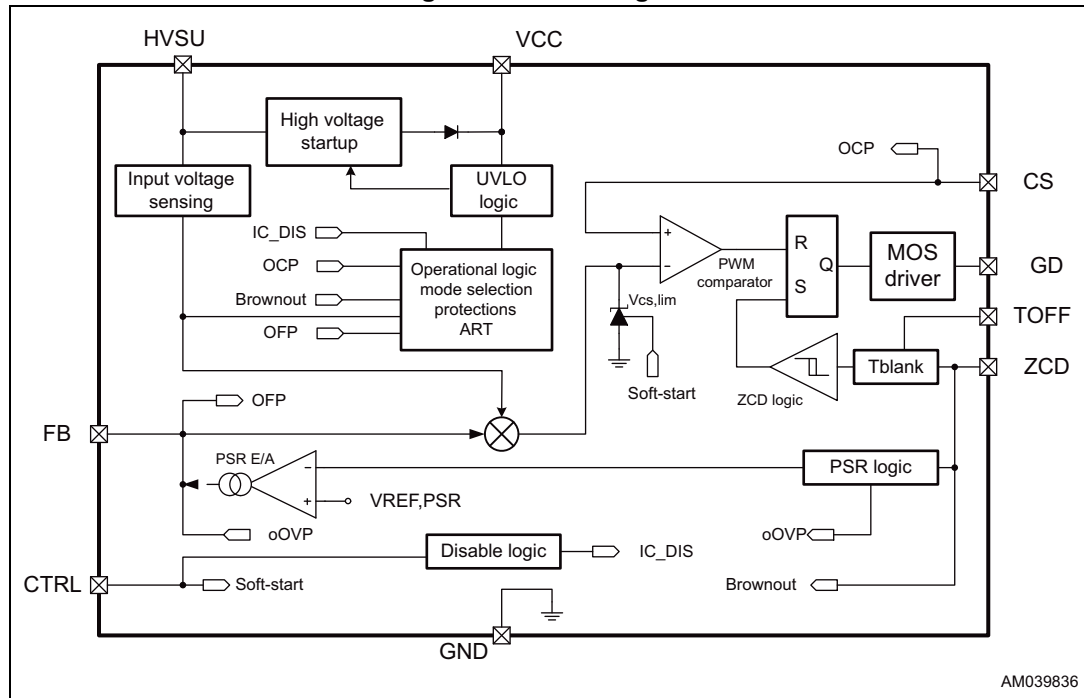 HVSU
VCC
High voltage
startup
OCP
CS
Input voltage
sensing
UVLO
logic
IC_DIS
OCP
Brownout
OFP
Operational logic
mode selection
protections
ART
+
−
PWM
comparator
R
S
Q
MOS
driver
GD
Vcs,lim
TOFF
Soft-start
ZCD logic
Tblank
ZCD
OFP
FB
PSR E/A
−
+
VREF,PSR
PSR logic
oOVP
oOVP
Disable logic
IC_DIS
CTRL
Soft-start
Brownout
GND
AM039836